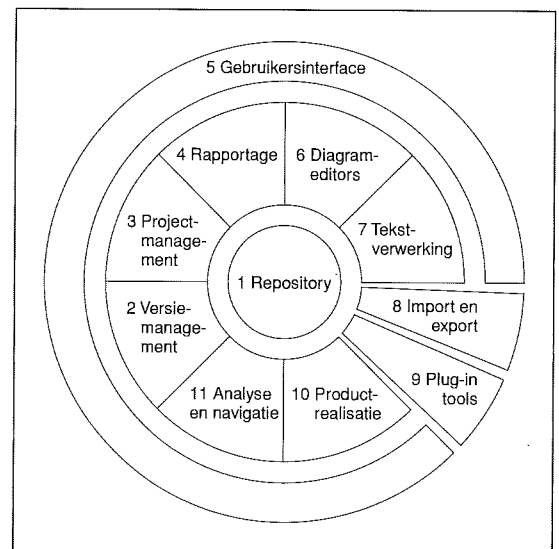 5 Gebruikersinterface
4 Rapportage
6 Diagram-
editors
3 Project-
manage-
ment
7 Tekst-
verwerking
1 Repository
2 Versie-
manage-
ment
8 Import en
export
9 Plug-in
tools
11 Analyse
en navigatie
10 Product-
realisatie